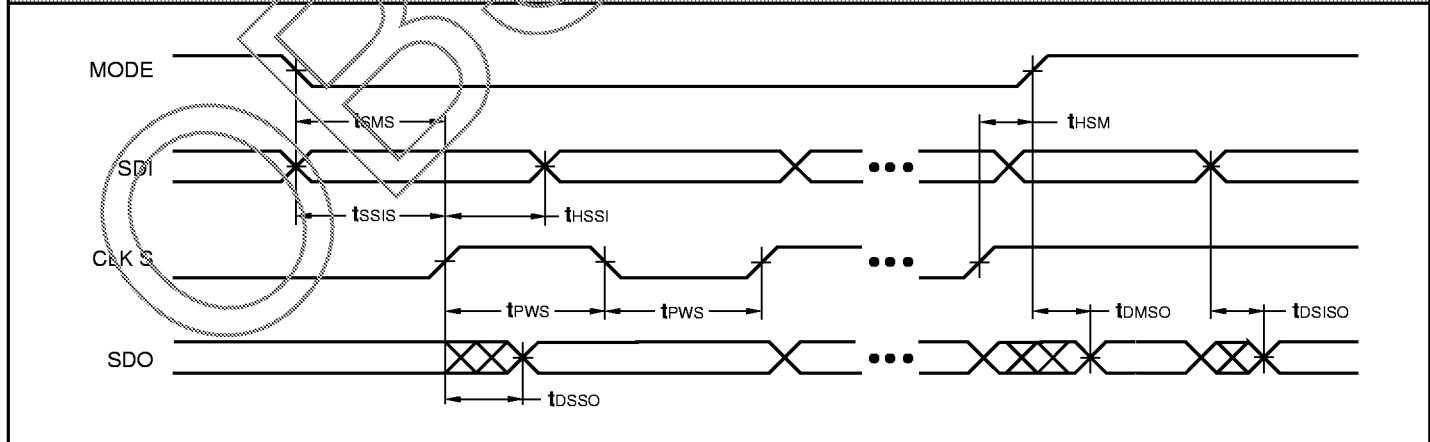 MODE
tSMS
tHSM
SDI
tSSIS
tHSSI
CLK S
tPWS
tPWS
tDMSO
tDSISO
SDO
tDSSO